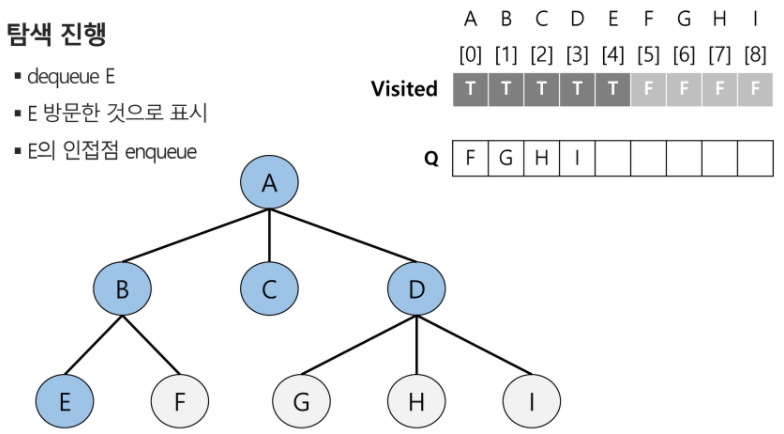 탐색 진행
▪ dequeue E
▪ E 방문한 것으로 표시
▪ E의 인접점 enqueue
A B C D E F G H I
[0] [1] [2] [3] [4] [5] [6] [7] [8]
Visited T T T T T F F F F
Q F G H I
A
B C D
E F G H I